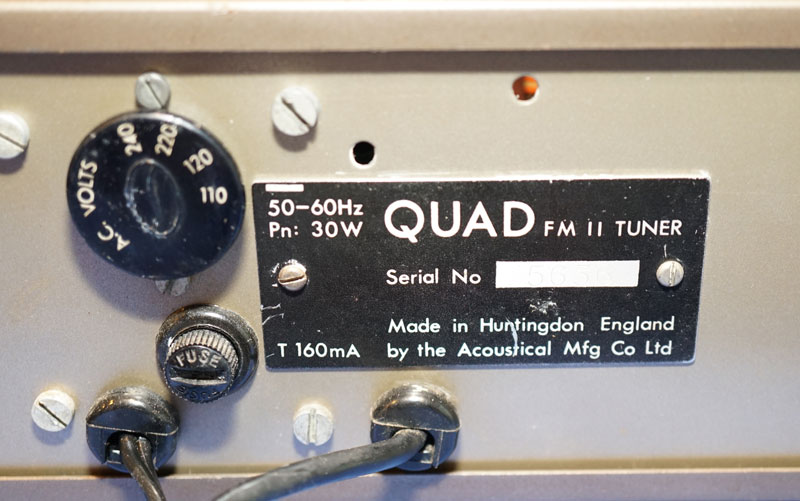 A.C. VOLTS 240 220 120 110
50-60Hz
Pn: 30W
QUAD FM II TUNER
Serial No
FUSE
T 160mA
Made in Huntingdon England
by the Acoustical Mfg Co Ltd